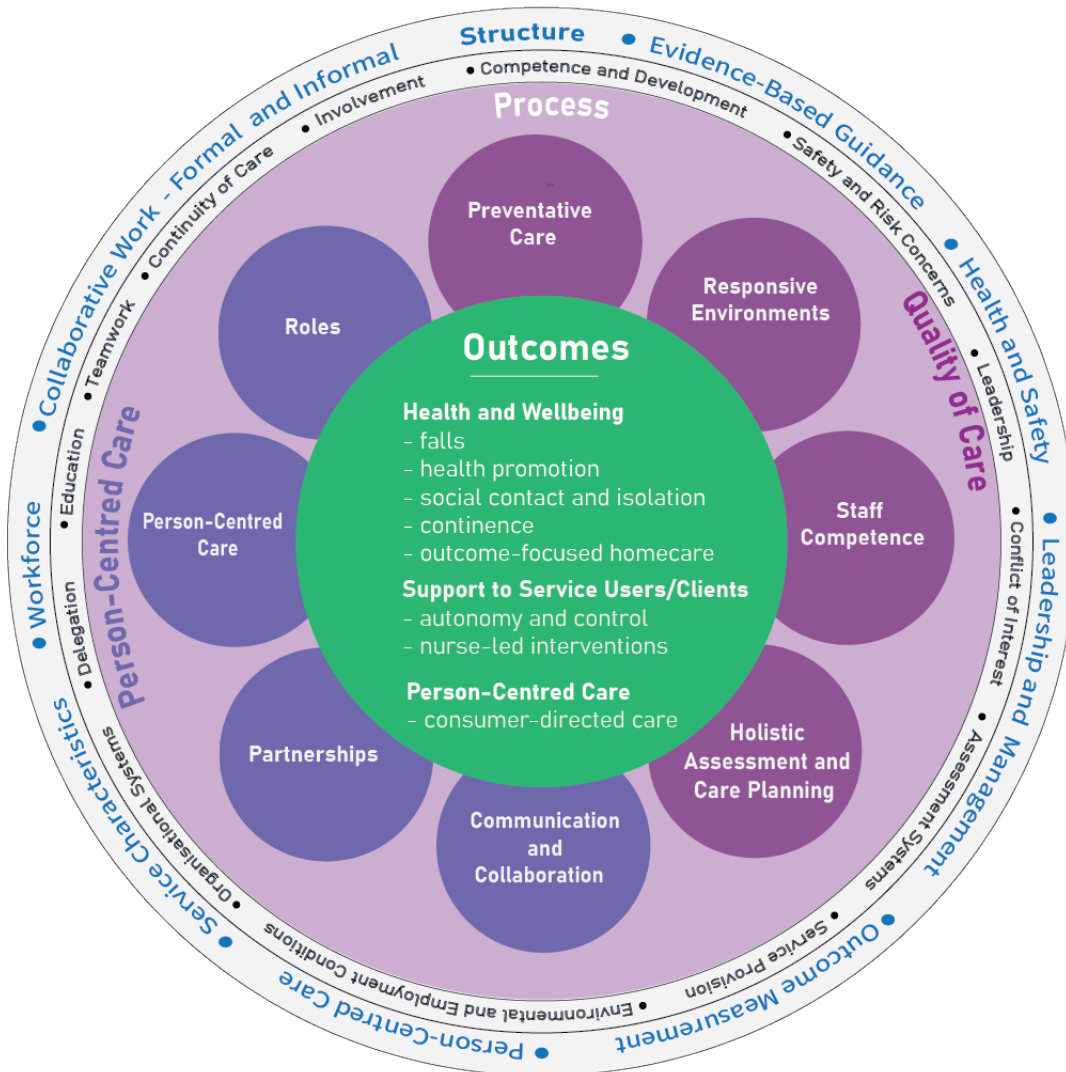 Structure
• Evidence-Based Guidance
• Health and Safety
• Leadership and Management
• Outcome Measurement
• Person-Centred Care
• Service Characteristics
• Workforce
• Collaborative Work - Formal and Informal
• Competence and Development
• Safety and Risk Concerns
• Leadership
• Conflict of Interest
• Assessment Systems
• Service Provision
• Environmental and Employment Conditions
• Organisational Systems
• Delegation
• Education
• Teamwork
• Continuity of Care
• Involvement
Process
Quality of Care
Person-Centred Care
Preventative
Care
Responsive
Environments
Staff
Competence
Holistic
Assessment and
Care Planning
Communication
and
Collaboration
Partnerships
Person-Centred
Care
Roles
Outcomes
Health and Wellbeing
- falls
- health promotion
- social contact and isolation
- continence
- outcome-focused homecare
Support to Service Users/Clients
- autonomy and control
- nurse-led interventions
Person-Centred Care
- consumer-directed care